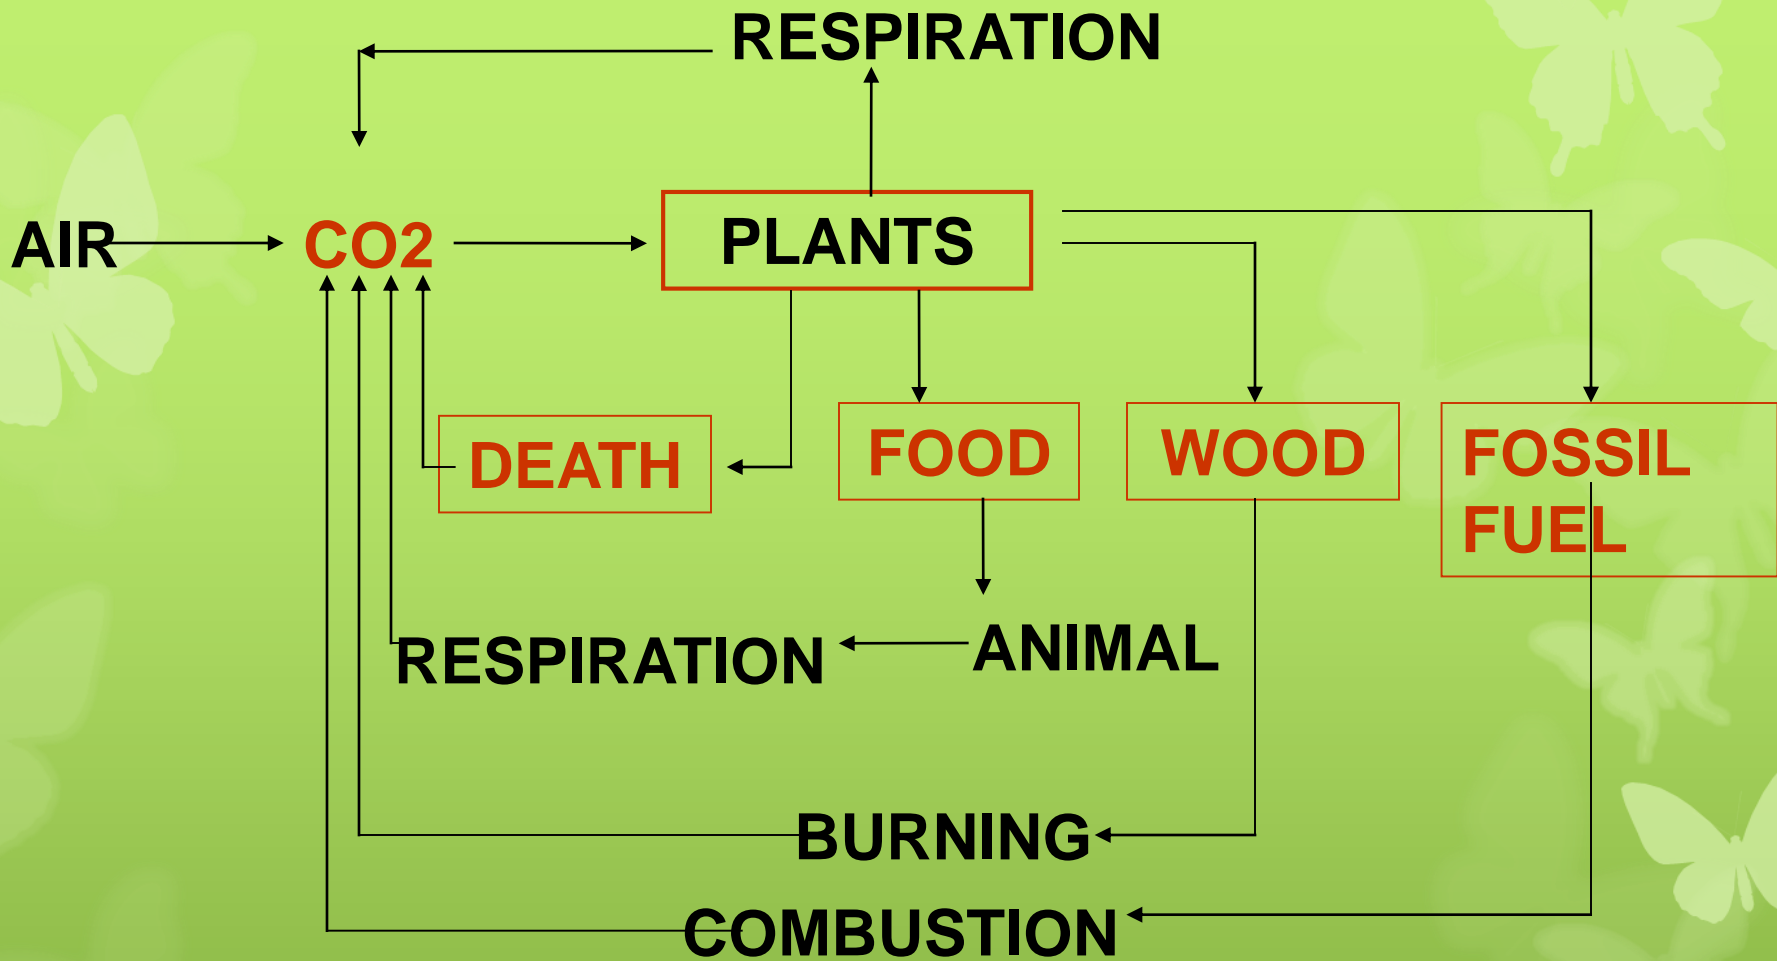 RESPIRATION
AIR
CO2
PLANTS
DEATH
FOOD
WOOD
FOSSIL
FUEL
RESPIRATION
ANIMAL
BURNING
COMBUSTION